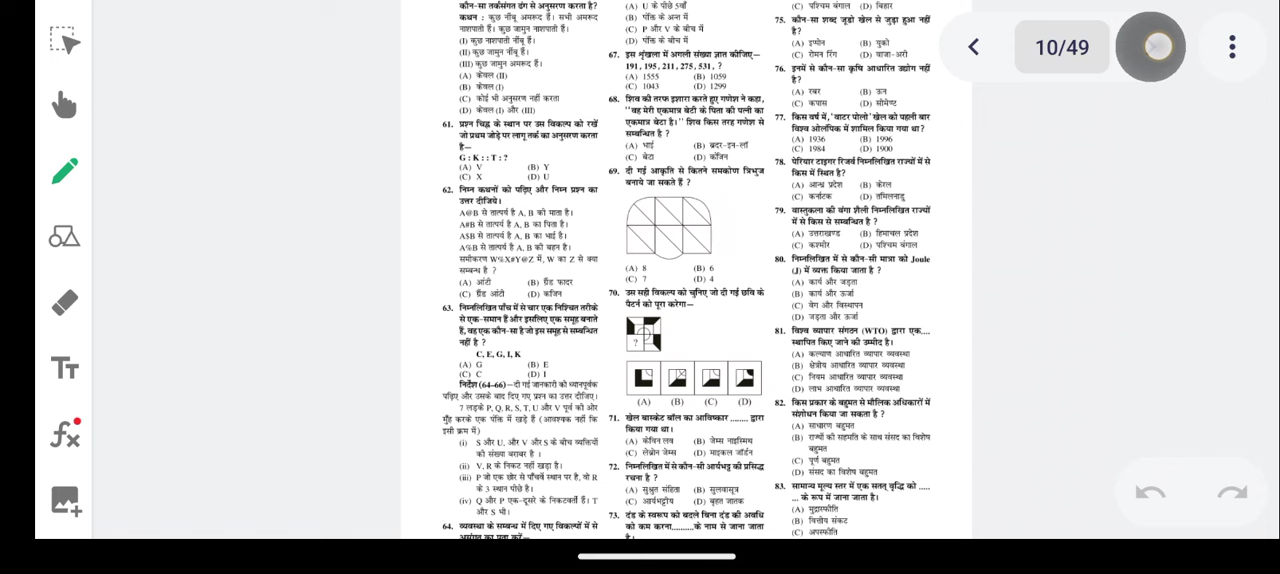 कौन-सा तर्कसंगत ढंग से अनुसरण करता है?
कथन : कुछ नींबू अमरूद हैं। सभी अमरूद
नाशपाती हैं। कुछ जामुन नाशपाती हैं।
(I) कुछ नाशपाती नींबू हैं।
(II) कुछ जामुन नींबू हैं।
(III) कुछ जामुन अमरूद हैं।
(A) केवल (II)
(B) केवल (I)
(C) कोई भी अनुसरण नहीं करता
(D) केवल (I) और (III)
61. प्रश्न चिह्न के स्थान पर उस विकल्प को रखें
जो प्रथम जोड़े पर लागू तर्क का अनुसरण करता
है—
G : K : : T : ?
(A) V (B) Y
(C) X (D) U
62. निम्न कथनों को पढ़िए और निम्न प्रश्न का
उत्तर दीजिये।
A@B से तात्पर्य है A, B को माता है।
A#B से तात्पर्य है A, B का पिता है।
A$B से तात्पर्य है A, B का भाई है।
A%B से तात्पर्य है A, B की बहन है।
समीकरण W%X#Y@Z में, W का Z से क्या
सम्बन्ध है ?
(A) आंटी (B) ग्रैंड फादर
(C) ग्रैंड आंटी (D) कजिन
63. निम्नलिखित पाँच में से चार एक निश्चित तरीके
से एक-समान हैं और इसलिए एक समूह बनाते
हैं, वह एक कौन-सा है जो इस समूह से सम्बन्धित
नहीं है ?
C, E, G, I, K
(A) G (B) E
(C) C (D) I
निर्देश (64-66)—दी गई जानकारी को ध्यानपूर्वक
पढ़िए और उसके बाद दिए गए प्रश्न का उत्तर दीजिए।
7 लड़के P, Q, R, S, T, U और V पूर्व की ओर
मुँह करके एक पंक्ति में खड़े हैं (आवश्यक नहीं कि
इसी क्रम में)
(i) S और U, और V और S के बीच व्यक्तियों
की संख्या बराबर है ।
(ii) V, R के निकट नहीं खड़ा है।
(iii) P जो एक छोर से पाँचवें स्थान पर है, वो R
के 3 स्थान पीछे है।
(iv) Q और P एक-दूसरे के निकटवर्ती हैं। T
और S भी।
64. व्यवस्था के सम्बन्ध में दिए गए विकल्पों में से
असंगत का पता करें—
(A) U के पीछे 5वाँ
(B) पंक्ति के अन्त में
(C) P और V के बीच में
(D) पंक्ति के बीच में
67. इस शृंखला में अगली संख्या ज्ञात कीजिए—
191, 195, 211, 275, 531, ?
(A) 1555 (B) 1059
(C) 1043 (D) 1299
68. शिव की तरफ इशारा करते हुए गणेश ने कहा,
"वह मेरी एकमात्र बेटी के पिता की पत्नी का
एकमात्र बेटा है।" शिव किस तरह गणेश से
सम्बन्धित है ?
(A) भाई (B) ब्रदर-इन-लॉ
(C) बेटा (D) कजिन
69. दी गई आकृति से कितने समकोण त्रिभुज
बनाये जा सकते हैं ?
(A) 8 (B) 6
(C) 7 (D) 4
70. उस सही विकल्प को चुनिए जो दी गई छवि के
पैटर्न को पूरा करेगा—
?
(A) (B) (C) (D)
71. खेल बास्केट बॉल का आविष्कार ........ द्वारा
किया गया था।
(A) केविन लव (B) जेम्स नाइस्मिथ
(C) लेब्रोन जेम्स (D) माइकल जॉर्डन
72. निम्नलिखित में से कौन-सी आर्यभट्ट की प्रसिद्ध
रचना है ?
(A) सुश्रुत संहिता (B) सुल्वासूत्र
(C) आर्यभट्टीय (D) बृहत जातक
73. दंड के स्वरूप को बदले बिना दंड की अवधि
को कम करना..........के नाम से जाना जाता
है।
(C) पश्चिम बंगाल (D) बिहार
75. कौन-सा शब्द जूडो खेल से जुड़ा हुआ नहीं
है?
(A) इप्पोन (B) युको
(C) रोमन रिंग (D) वाजा-अरी
76. इनमें से कौन-सा कृषि आधारित उद्योग नहीं
है?
(A) रबर (B) ऊन
(C) कपास (D) सीमेण्ट
77. किस वर्ष में, 'वाटर पोलो' खेल को पहली बार
विश्व ओलंपिक में शामिल किया गया था?
(A) 1936 (B) 1996
(C) 1984 (D) 1900
78. पेरियार टाइगर रिजर्व निम्नलिखित राज्यों में से
किस में स्थित है?
(A) आन्ध्र प्रदेश (B) केरल
(C) कर्नाटक (D) तमिलनाडु
79. वास्तुकला की वंगा शैली निम्नलिखित राज्यों
में से किस से सम्बन्धित है ?
(A) उत्तराखण्ड (B) हिमाचल प्रदेश
(C) कश्मीर (D) पश्चिम बंगाल
80. निम्नलिखित में से कौन-सी मात्रा को Joule
(J) में व्यक्त किया जाता है ?
(A) कार्य और जड़ता
(B) कार्य और ऊर्जा
(C) वेग और विस्थापन
(D) जड़ता और ऊर्जा
81. विश्व व्यापार संगठन (WTO) द्वारा एक....
स्थापित किए जाने की उम्मीद है।
(A) कल्याण आधारित व्यापार व्यवस्था
(B) क्षेत्रीय आधारित व्यापार व्यवस्था
(C) नियम आधारित व्यापार व्यवस्था
(D) लाभ आधारित व्यापार व्यवस्था
82. किस प्रकार के बहुमत से मौलिक अधिकारों में
संशोधन किया जा सकता है ?
(A) साधारण बहुमत
(B) राज्यों की सहमति के साथ संसद का विशेष
बहुमत
(C) पूर्ण बहुमत
(D) संसद का विशेष बहुमत
83. सामान्य मूल्य स्तर में एक सतत् वृद्धि को .....
... के रूप में जाना जाता है।
(A) मुद्रास्फीति
(B) वित्तीय संकट
(C) अपस्फीति
10/49
Tт
fx